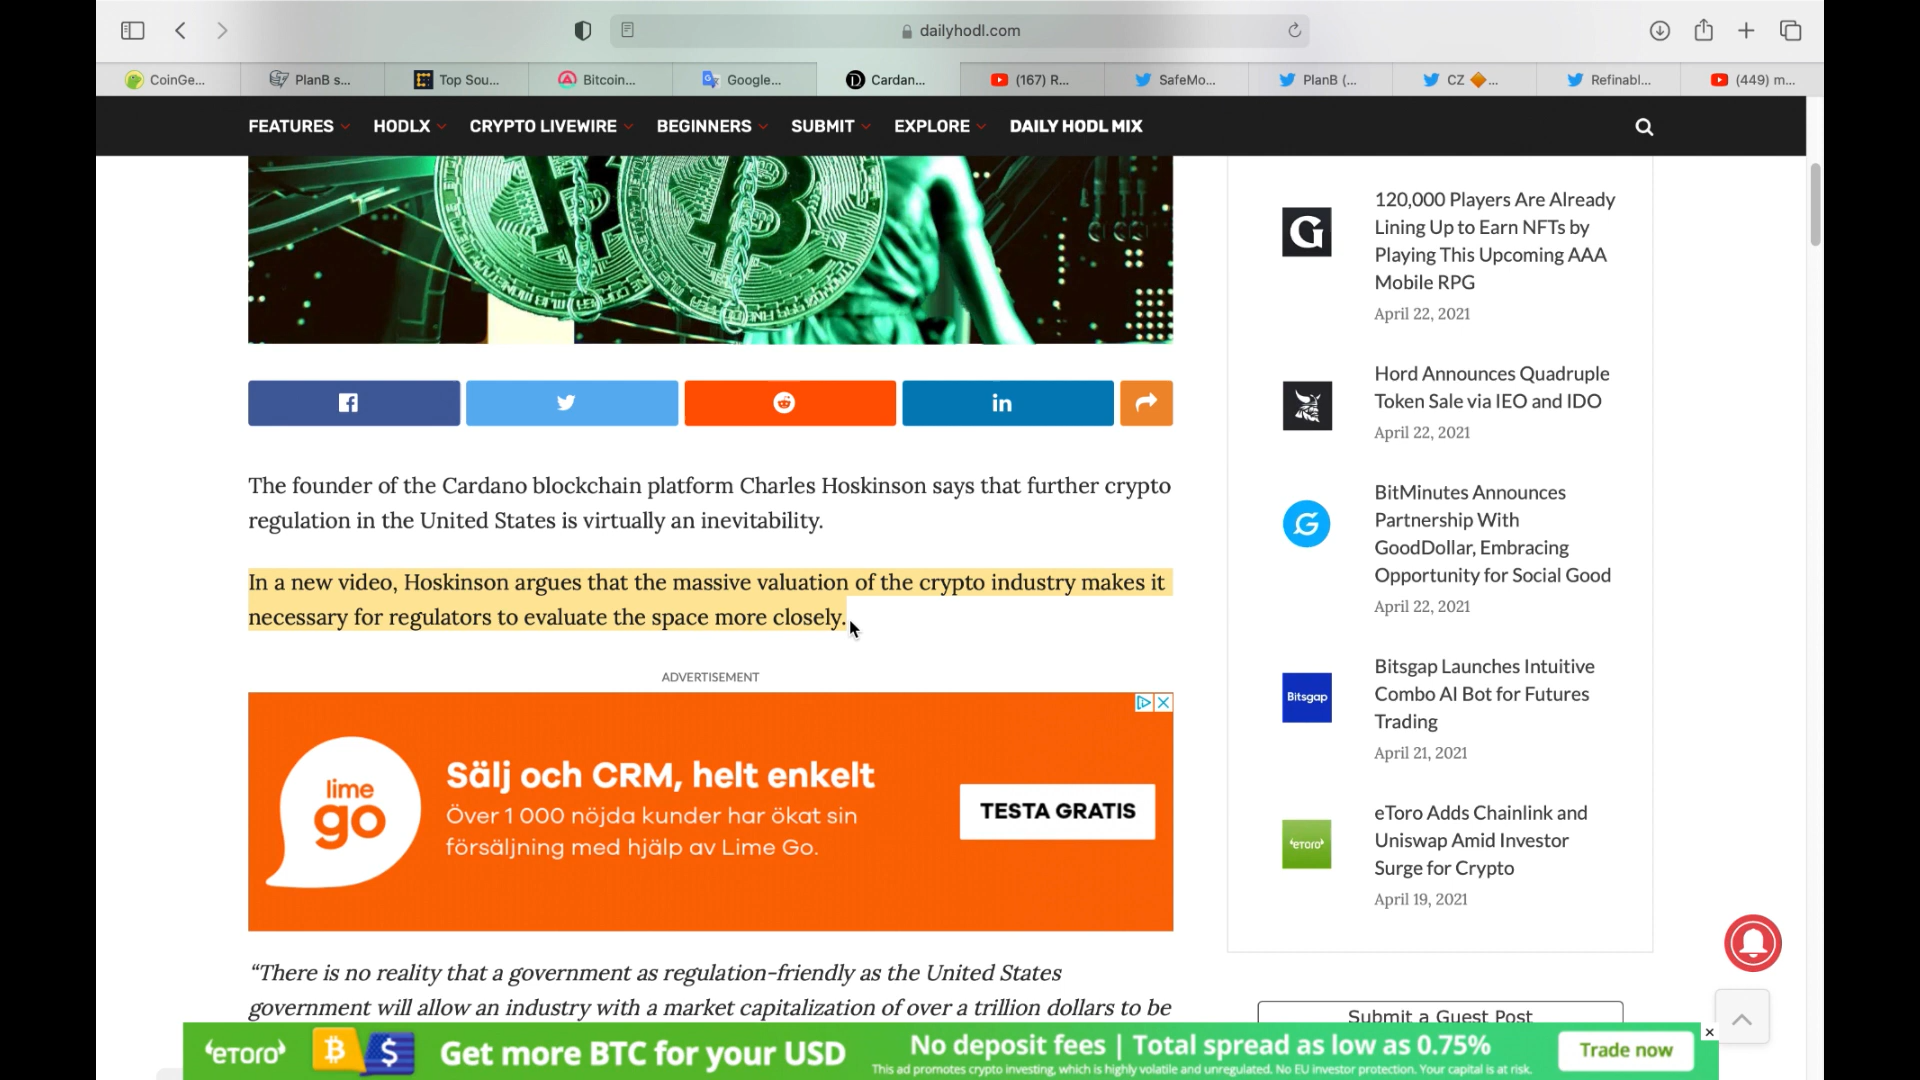 dailyhodl.com
CoinGe...
PlanB s...
Top Sou...
Bitcoin...
Google...
Cardan...
(167) R...
SafeMo...
PlanB (...
CZ 🔶...
Refinabl...
(449) m...
FEATURES
HODLX
CRYPTO LIVEWIRE
BEGINNERS
SUBMIT
EXPLORE
DAILY HODL MIX
The founder of the Cardano blockchain platform Charles Hoskinson says that further crypto
regulation in the United States is virtually an inevitability.
In a new video, Hoskinson argues that the massive valuation of the crypto industry makes it
necessary for regulators to evaluate the space more closely.
ADVERTISEMENT
lime
go
Sälj och CRM, helt enkelt
Över 1 000 nöjda kunder har ökat sin
försäljning med hjälp av Lime Go.
TESTA GRATIS
“There is no reality that a government as regulation-friendly as the United States
government will allow an industry with a market capitalization of over a trillion dollars to be
120,000 Players Are Already
Lining Up to Earn NFTs by
Playing This Upcoming AAA
Mobile RPG
April 22, 2021
Hord Announces Quadruple
Token Sale via IEO and IDO
April 22, 2021
BitMinutes Announces
Partnership With
GoodDollar, Embracing
Opportunity for Social Good
April 22, 2021
Bitsgap
Bitsgap Launches Intuitive
Combo AI Bot for Futures
Trading
April 21, 2021
eToro
eToro Adds Chainlink and
Uniswap Amid Investor
Surge for Crypto
April 19, 2021
Submit a Guest Post
eToro
Get more BTC for your USD
No deposit fees | Total spread as low as 0.75%
This ad promotes crypto investing, which is highly volatile and unregulated. No EU investor protection. Your capital is at risk.
Trade now